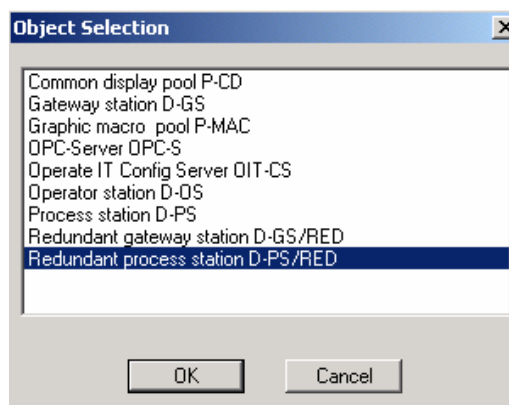 Object Selection
Common display pool P-CD
Gateway station D-GS
Graphic macro  pool P-MAC
OPC-Server OPC-S
Operate IT Config Server OIT-CS
Operator station D-OS
Process station D-PS
Redundant gateway station D-GS/RED
Redundant process station D-PS/RED
OK
Cancel